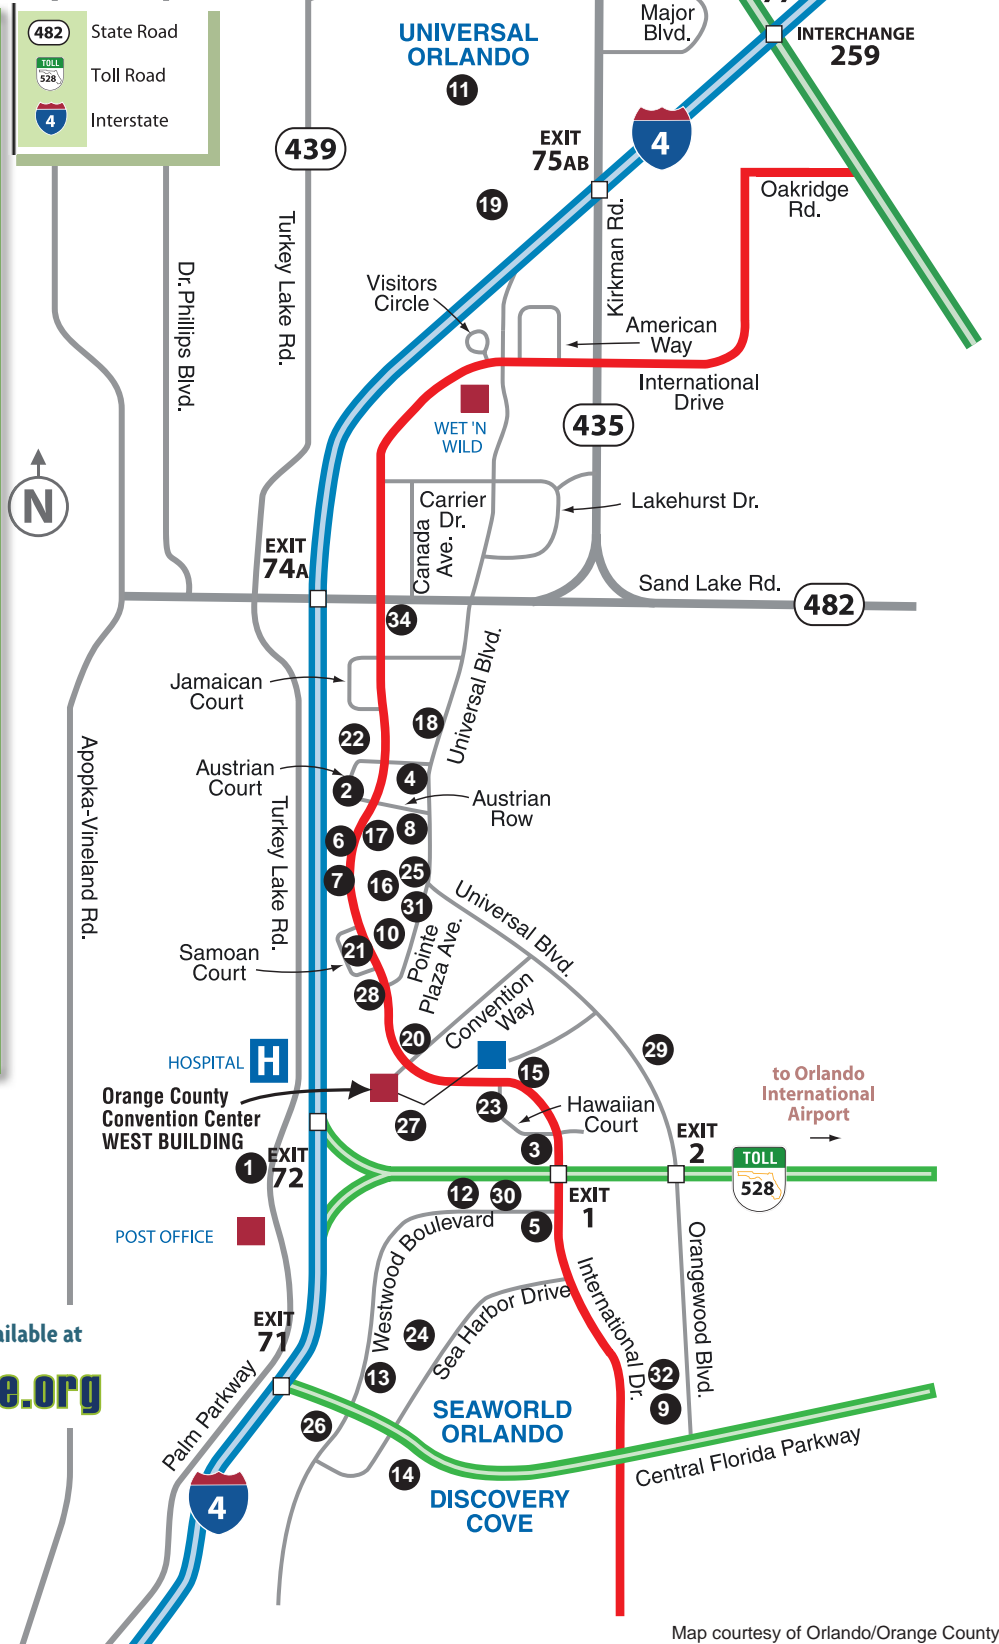 482 State Road
TOLL
528 Toll Road
4 Interstate
UNIVERSAL
ORLANDO
11
Major
Blvd.
INTERCHANGE
259
439
EXIT
75AB
4
19
Oakridge
Rd.
Turkey Lake Rd.
Dr. Phillips Blvd.
Kirkman Rd.
Visitors
Circle
American
Way
International
Drive
WET 'N
WILD
435
N
Carrier
Dr.
Canada
Ave.
Lakehurst Dr.
EXIT
74A
Sand Lake Rd.
482
34
Jamaican
Court
Universal Blvd.
18
22
Apopka-Vineland Rd.
Austrian
Court
2
4
Austrian
Row
Turkey Lake Rd.
6
17
8
7
16
25
31
Universal Blvd.
10
21
Samoan
Court
Pointe
Plaza Ave.
28
Convention
Way
20
29
HOSPITAL H
15
to Orlando
International
Airport
Orange County
Convention Center
WEST BUILDING
23
Hawaiian
Court
27
3
EXIT
2
1
EXIT
72
TOLL
528
12
30
EXIT
1
5
POST OFFICE
Westwood Boulevard
Orangewood Blvd.
International Dr.
Sea Harbor Drive
EXIT
71
24
ailable at
13
32
9
e.org
Palm Parkway
26
SEAWORLD
ORLANDO
Central Florida Parkway
14
DISCOVERY
COVE
4
Map courtesy of Orlando/Orange County